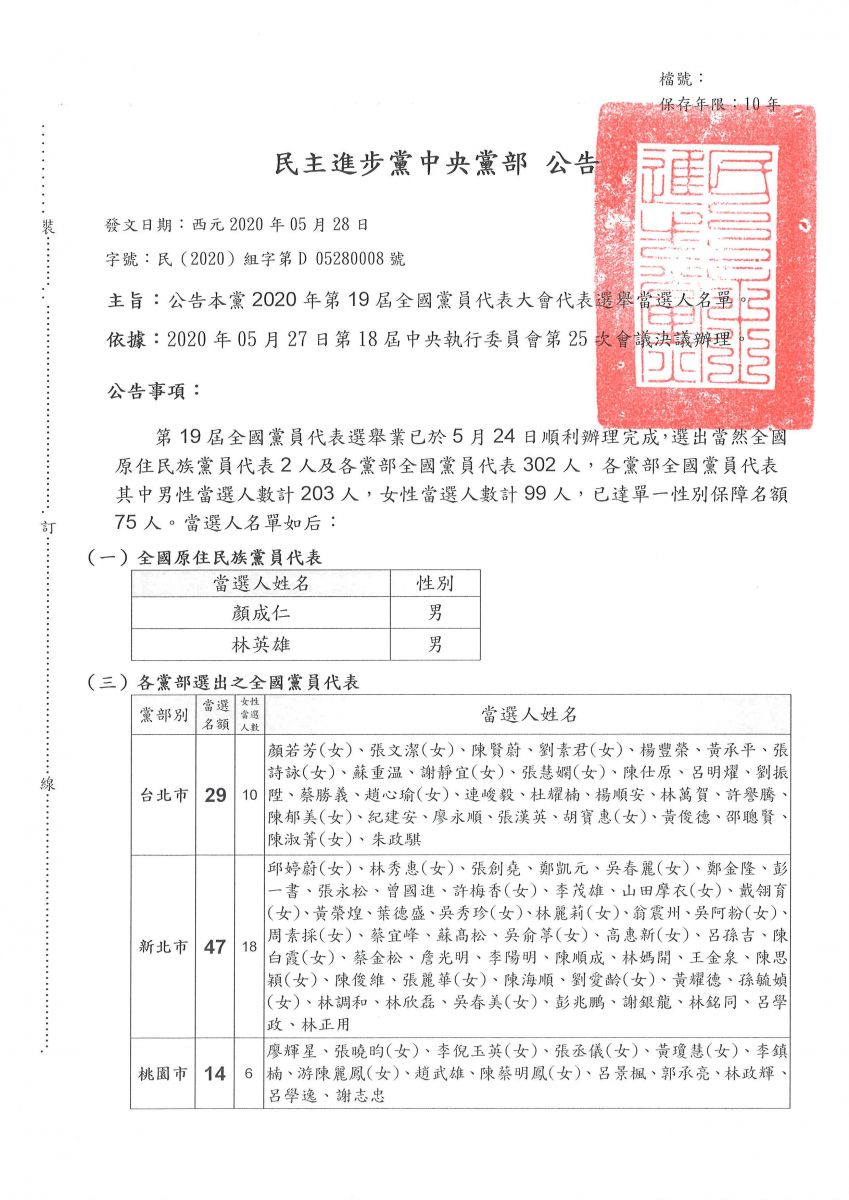 檔號：
保存年限：10 年
民主進步黨中央黨部 公告
發文日期：西元 2020 年 05 月 28 日
字號：民（2020）組字第 D 05280008 號
主旨：公告本黨 2020 年第 19 屆全國黨員代表大會代表選舉當選人名單。
依據：2020 年 05 月 27 日第 18 屆中央執行委員會第 25 次會議決議辦理。
公告事項：
第 19 屆全國黨員代表選舉業已於 5 月 24 日順利辦理完成，選出當然全國
原住民族黨員代表 2 人及各黨部全國黨員代表 302 人，各黨部全國黨員代表
其中男性當選人數計 203 人，女性當選人數計 99 人，已達單一性別保障名額
75 人。當選人名單如后：
（一）全國原住民族黨員代表
當選人姓名 性別
顏成仁 男
林英雄 男
（三）各黨部選出之全國黨員代表
黨部別 當選名額 女性當選人數 當選人姓名
台北市 29 10
顏若芳(女)、張文潔(女)、陳賢蔚、劉素君(女)、楊豐榮、黃承平、張
詩詠(女)、蘇重温、謝靜宜(女)、張慧嫻(女)、陳仕原、呂明燿、劉振
陞、蔡勝義、趙心瑜(女)、連峻毅、杜耀楠、楊順安、林萬賀、許譽騰、
陳郁美(女)、紀建安、廖永順、張漢英、胡寶惠(女)、黃俊德、邵聰賢、
陳淑菁(女)、朱政騏
新北市 47 18
邱婷蔚(女)、林秀惠(女)、張創堯、鄭凱元、吳春麗(女)、鄭金隆、彭
一書、張永松、曾國進、許梅香(女)、李茂雄、山田摩衣(女)、戴翎育
(女)、黃榮煌、葉德盛、吳秀珍(女)、林麗莉(女)、翁震州、吳阿粉(女)、
周素採(女)、蔡宜峰、蘇髙松、吳俞葶(女)、高惠新(女)、呂孫吉、陳
白霞(女)、蔡金松、詹光明、李陽明、陳順成、林媽開、王金泉、陳思
穎(女)、陳俊維、張麗華(女)、陳海順、劉愛齡(女)、黃耀德、孫毓媜
(女)、林調和、林欣磊、吳春美(女)、彭兆鵬、謝銀龍、林銘同、呂學
政、林正用
桃園市 14 6
廖輝星、張曉昀(女)、李倪玉英(女)、張丞儀(女)、黃瓊慧(女)、李鎮
楠、游陳麗鳳(女)、趙武雄、陳蔡明鳳(女)、呂景楓、郭承亮、林政輝、
呂學逸、謝志忠
裝
訂
線